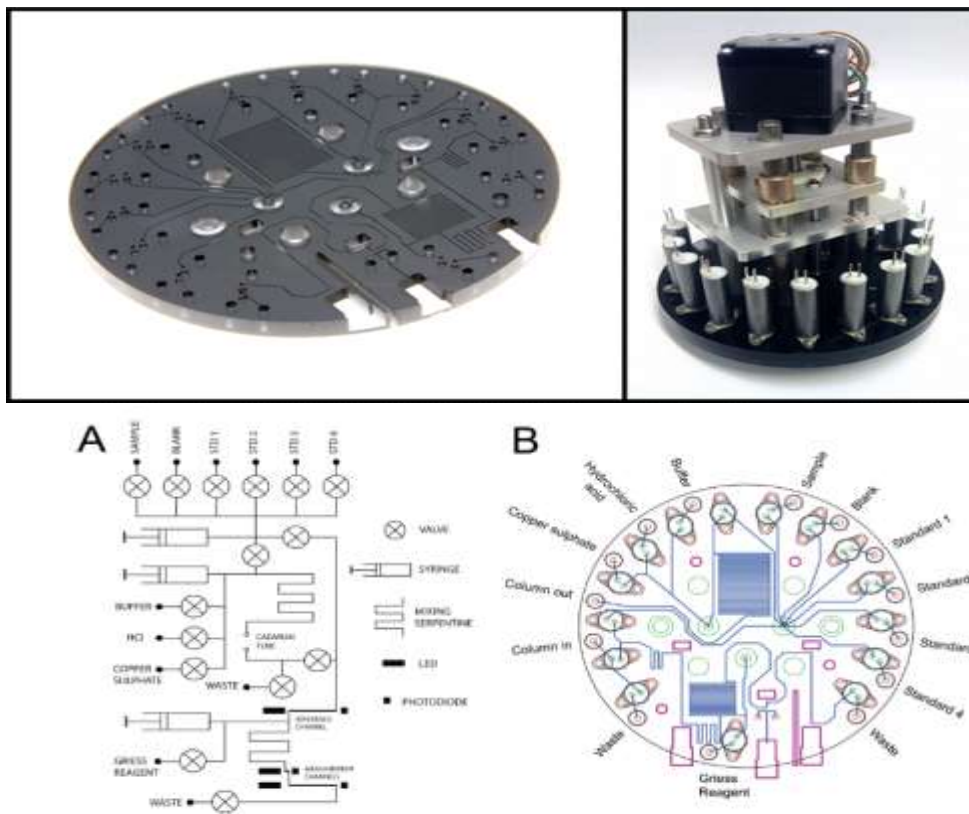 A
SAMPLE
BLANK
STD 1
STD 2
STD 3
STD 4
VALVE
SYRINGE
MIXING
SERPENTINE
LED
PHOTODIODE
BUFFER
HCl
COPPER
SULPHATE
CADMIUM
TUBE
WASTE
REFERENCE
CHANNEL
GRIESS
REAGENT
MEASUREMENT
CHANNELS
WASTE
B
Buffer
Hydrochloric
acid
Copper sulphate
Column out
Column in
Waste
Griess
Reagent
Sample
Blank
Standard 1
Standard
Standard
Standard 4
Waste